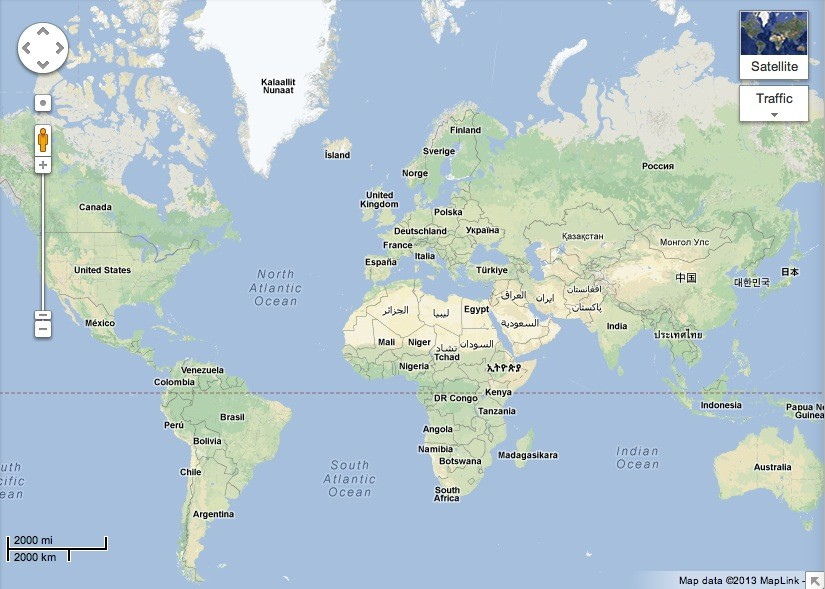 Satellite
Traffic
Kalaallit
Nunaat
Ísland
Finland
Sverige
Norge
Россия
United
Kingdom
Canada
Polska
Deutschland
Україна
France
Italia
España
Türkiye
Қазақстан
Монгол Улс
中国
日本
대한민국
United States
North
Atlantic
Ocean
México
الجزائر
ليبيا
Egypt
العراق
ایران
افغانستان
پاکستان
السعودية
India
ประเทศไทย
Mali
Niger
تشاد
Tchad
السودان
Nigeria
ኢትዮጵያ
Venezuela
Colombia
DR Congo
Kenya
Tanzania
Indonesia
Papua N
Guinea
Brasil
Perú
Bolivia
Angola
Namibia
Botswana
Madagasikara
South
Africa
Chile
Argentina
South
Atlantic
Ocean
Indian
Ocean
Australia
uth
cific
ean
2000 mi
2000 km
Map data ©2013 MapLink -